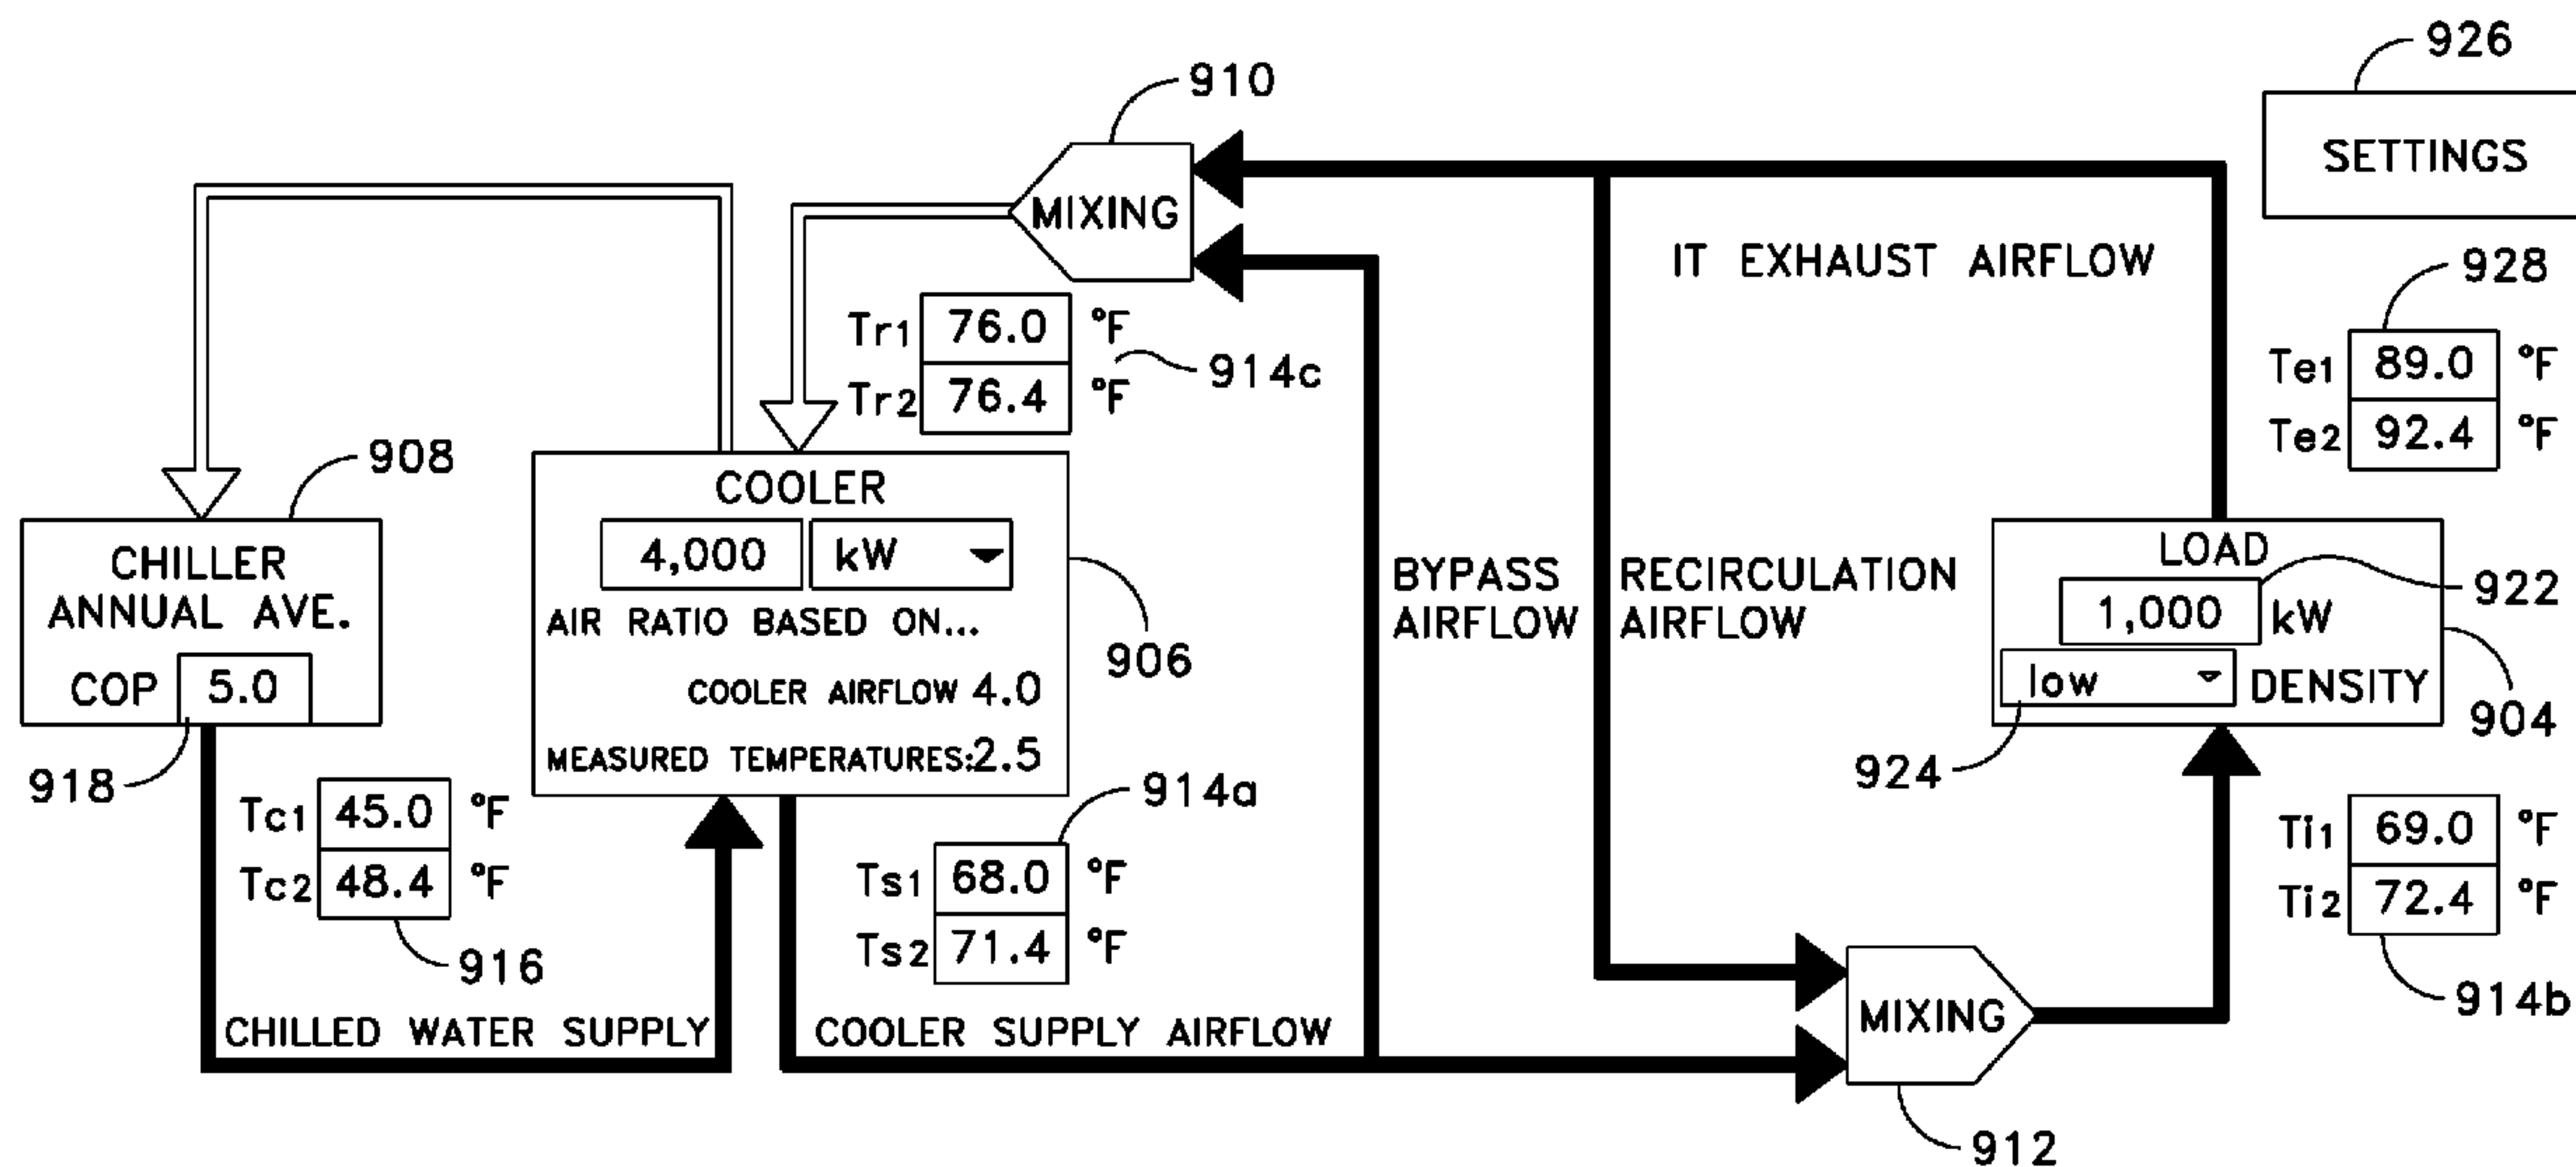 926
SETTINGS
910
MIXING
IT EXHAUST AIRFLOW
928
Te1 89.0 °F
Te2 92.4 °F
Tr1 76.0 °F
Tr2 76.4 °F
914c
908
CHILLER
ANNUAL AVE.
COP 5.0
918
COOLER
4,000 kW
AIR RATIO BASED ON...
COOLER AIRFLOW 4.0
MEASURED TEMPERATURES:2.5
906
BYPASS
AIRFLOW
RECIRCULATION
AIRFLOW
LOAD
1,000 kW
low DENSITY
922
904
924
Tc1 45.0 °F
Tc2 48.4 °F
916
914a
Ts1 68.0 °F
Ts2 71.4 °F
Ti1 69.0 °F
Ti2 72.4 °F
914b
CHILLED WATER SUPPLY
COOLER SUPPLY AIRFLOW
MIXING
912